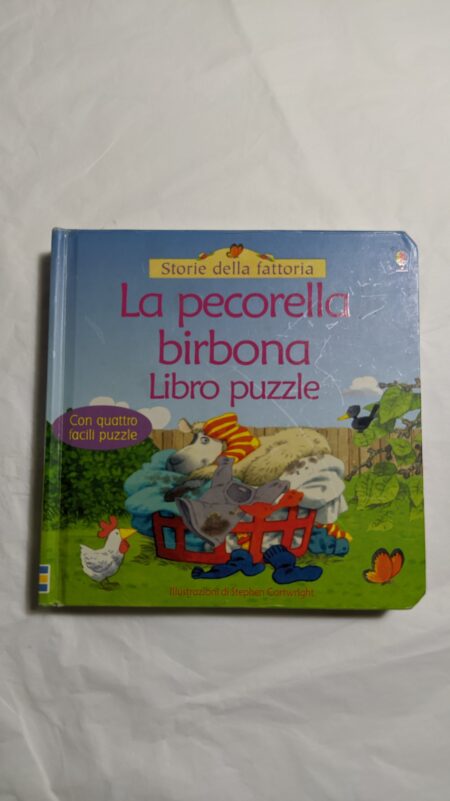 Storie della fattoria
La pecorella
birbona
Libro puzzle
Con quattro
facili puzzle
Illustrazioni di Stephen Cartwright